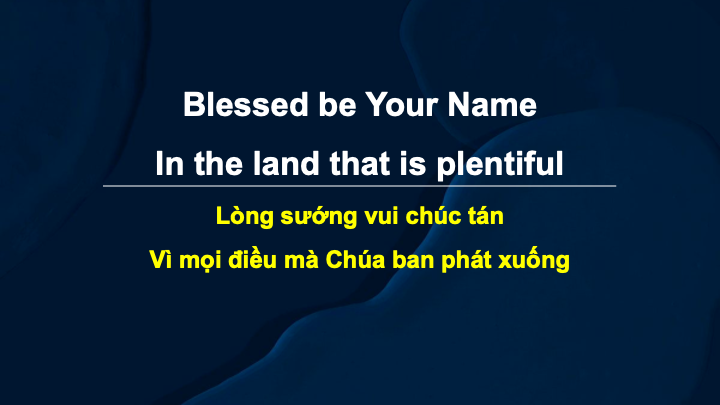 Blessed be Your Name
In the land that is plentiful
Lòng sướng vui chúc tán
Vì mọi điều mà Chúa ban phát xuống